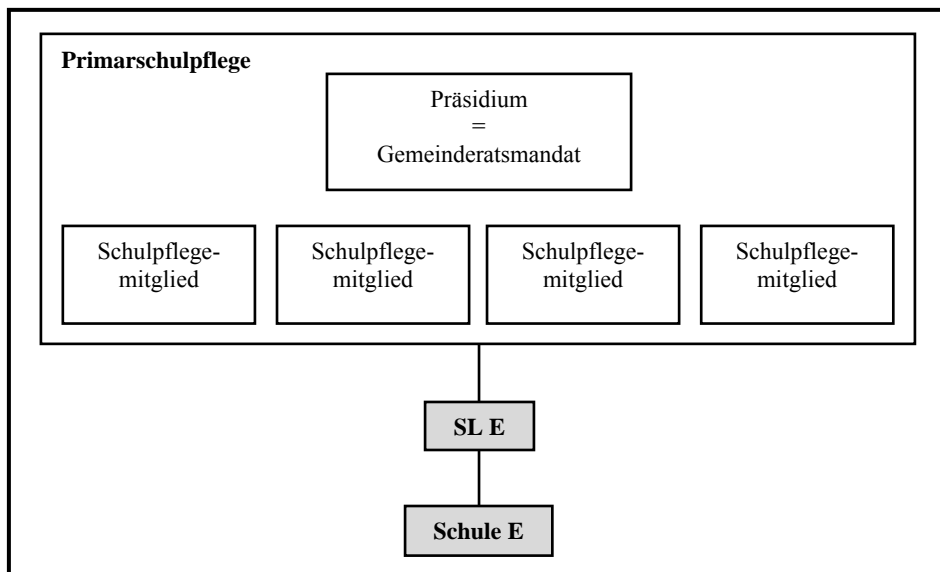 Primarschulpflege
Präsidium
=
Gemeinderatsmandat
Schulpflege-
mitglied
Schulpflege-
mitglied
Schulpflege-
mitglied
Schulpflege-
mitglied
SL E
Schule E